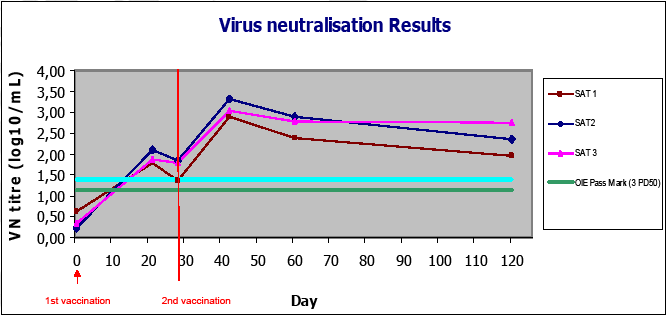 Virus neutralisation Results
VN titre (log10/mL)
4,00
3,50
3,00
2,50
2,00
1,50
1,00
0,50
0,00
0 10 20 30 40 50 60 70 80 90 100 110 120
1st vaccination
2nd vaccination
Day
SAT 1
SAT2
SAT 3
OIE Pass Mark (3 PD50)